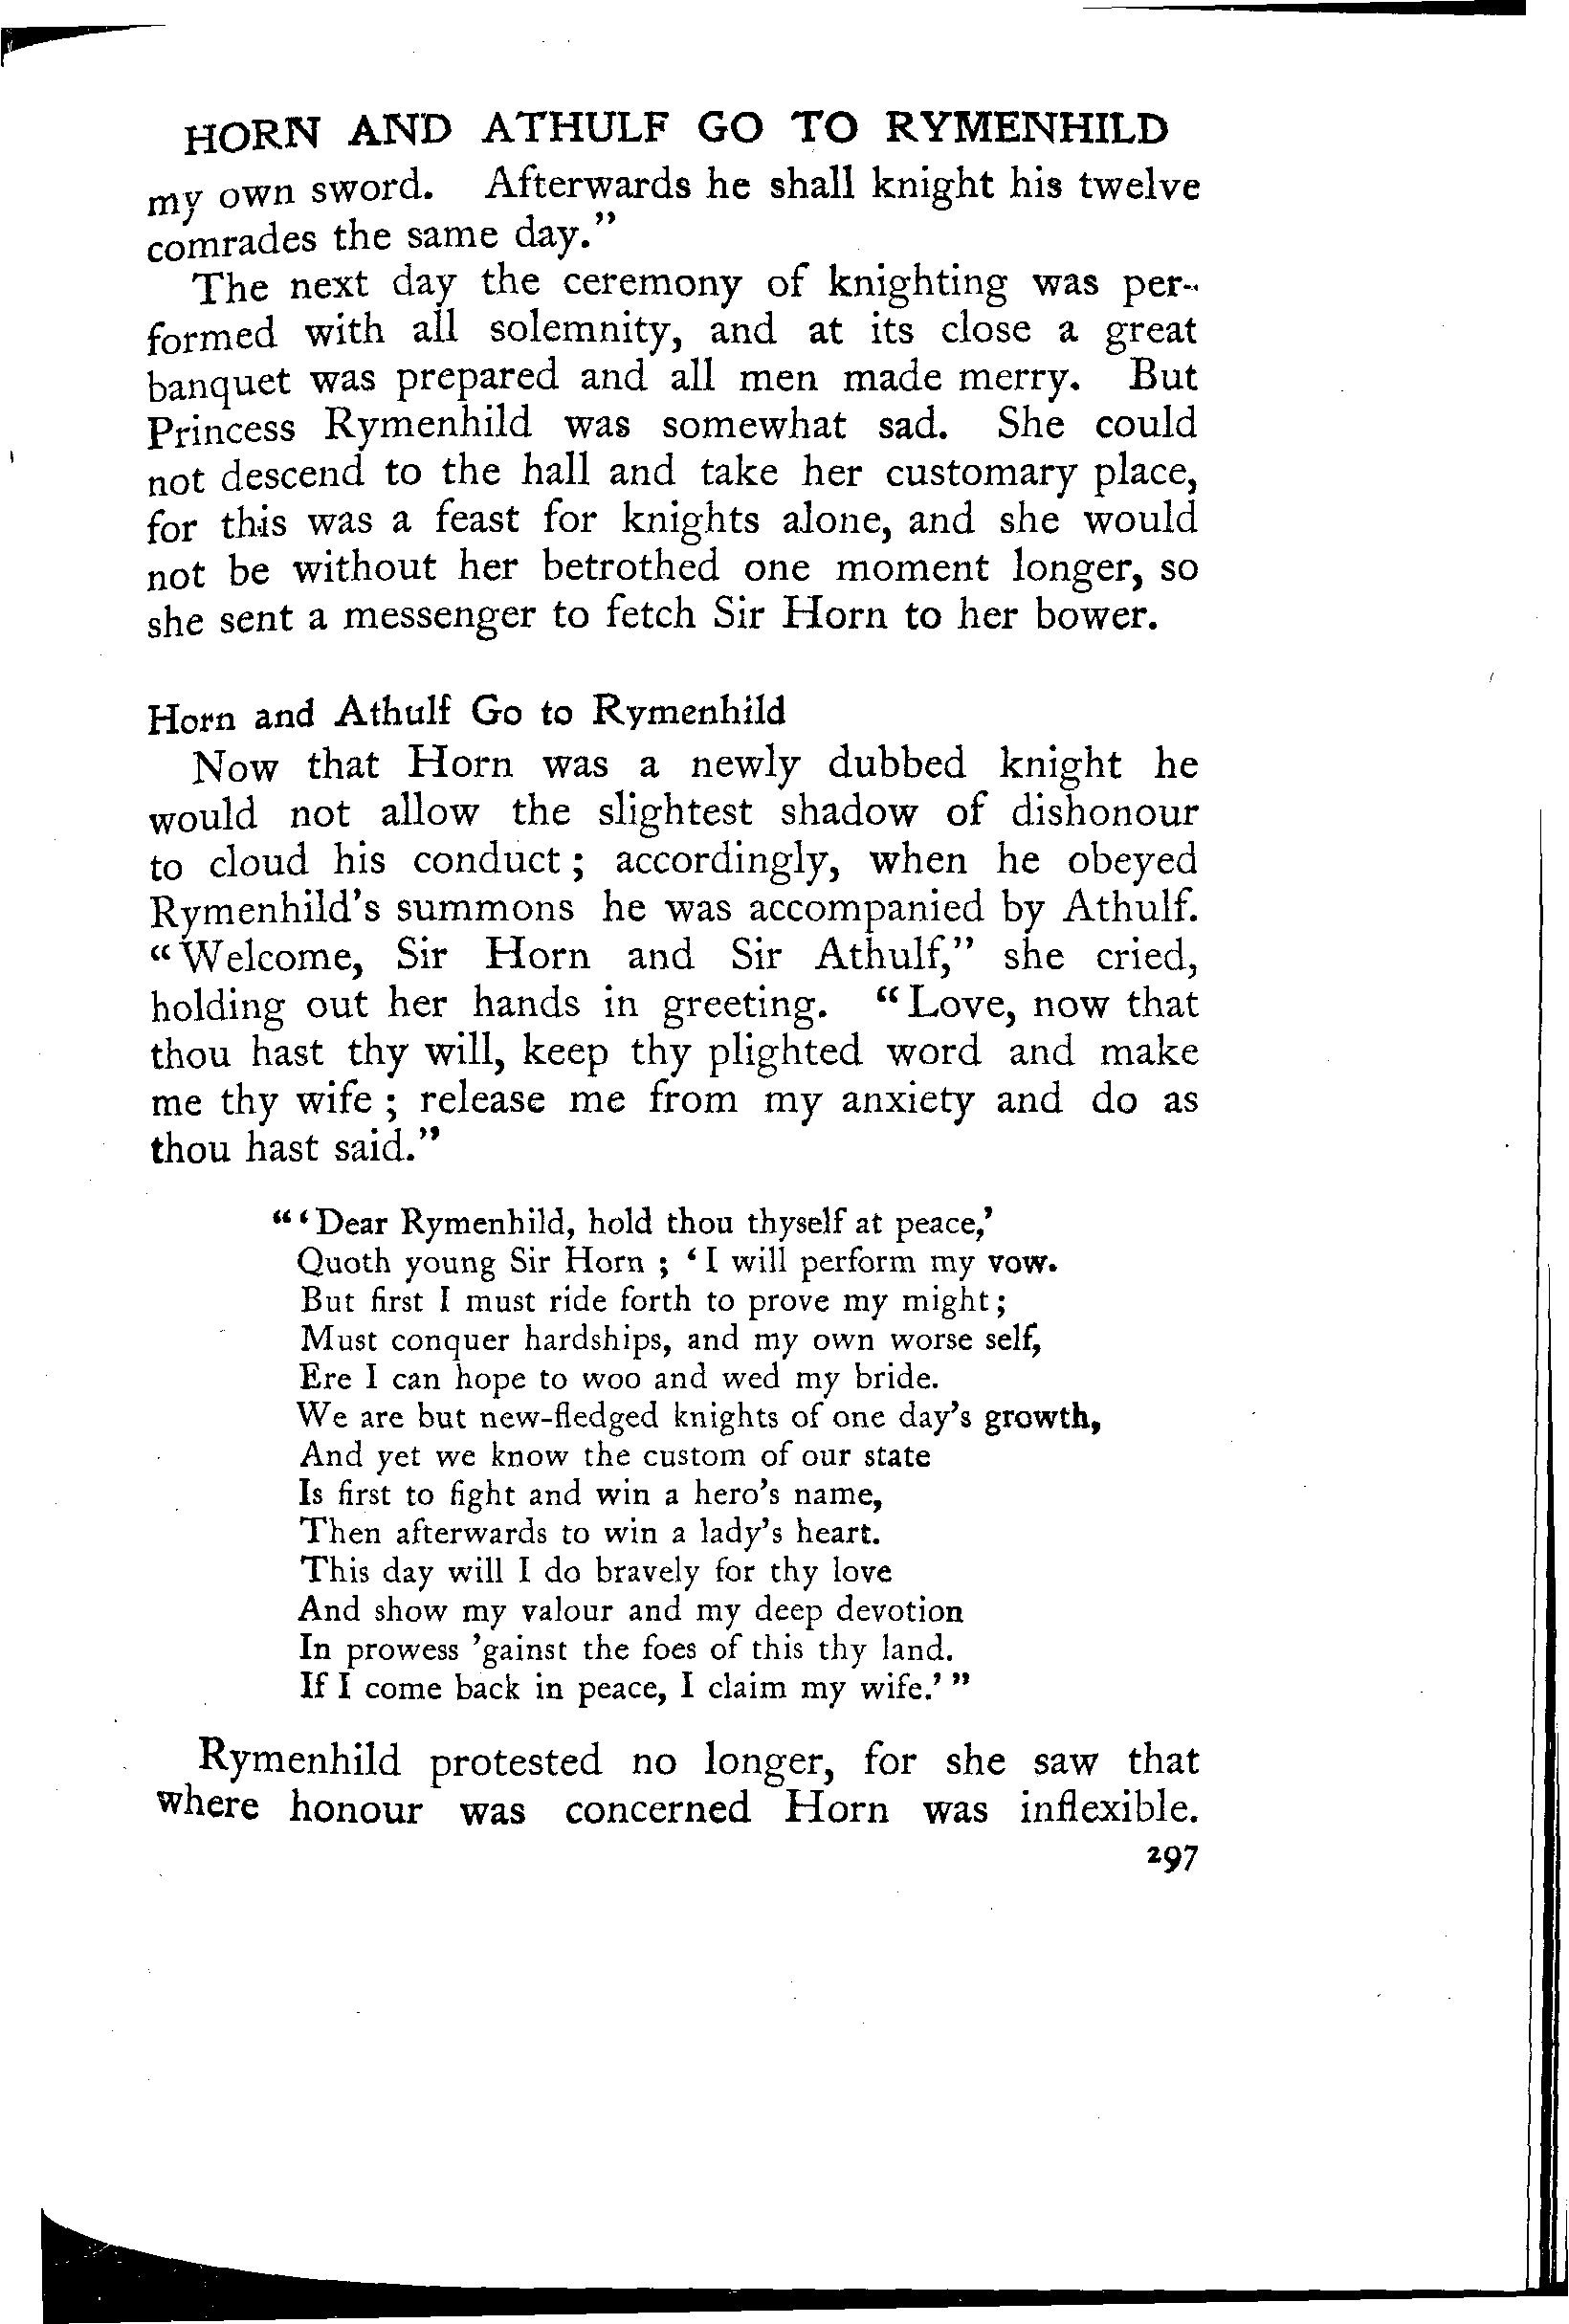 HORN AND ATHULF GO TO RYMENHILD
my own sword. Afterwards he shall knight his twelve
comrades the same day.”
The next day the ceremony of knighting was per-
formed with all solemnity, and at its close a great
banquet was prepared and all men made merry. But
Princess Rymenhild was somewhat sad. She could
not descend to the hall and take her customary place,
for this was a feast for knights alone, and she would
not be without her betrothed one moment longer, so
she sent a messenger to fetch Sir Horn to her bower.
Horn and Athulf Go to Rymenhild
Now that Horn was a newly dubbed knight he
would not allow the slightest shadow of dishonour
to cloud his conduct; accordingly, when he obeyed
Rymenhild's summons he was accompanied by Athulf.
“Welcome, Sir Horn and Sir Athulf,” she cried,
holding out her hands in greeting. “Love, now that
thou hast thy will, keep thy plighted word and make
me thy wife; release me from my anxiety and do as
thou hast said.”
“‘Dear Rymenhild, hold thou thyself at peace,’
Quoth young Sir Horn; ‘I will perform my vow.
But first I must ride forth to prove my might;
Must conquer hardships, and my own worse self,
Ere I can hope to woo and wed my bride.
We are but new-fledged knights of one day's growth,
And yet we know the custom of our state
Is first to fight and win a hero's name,
Then afterwards to win a lady's heart.
This day will I do bravely for thy love
And show my valour and my deep devotion
In prowess ’gainst the foes of this thy land.
If I come back in peace, I claim my wife.’”
Rymenhild protested no longer, for she saw that
where honour was concerned Horn was inflexible.
297